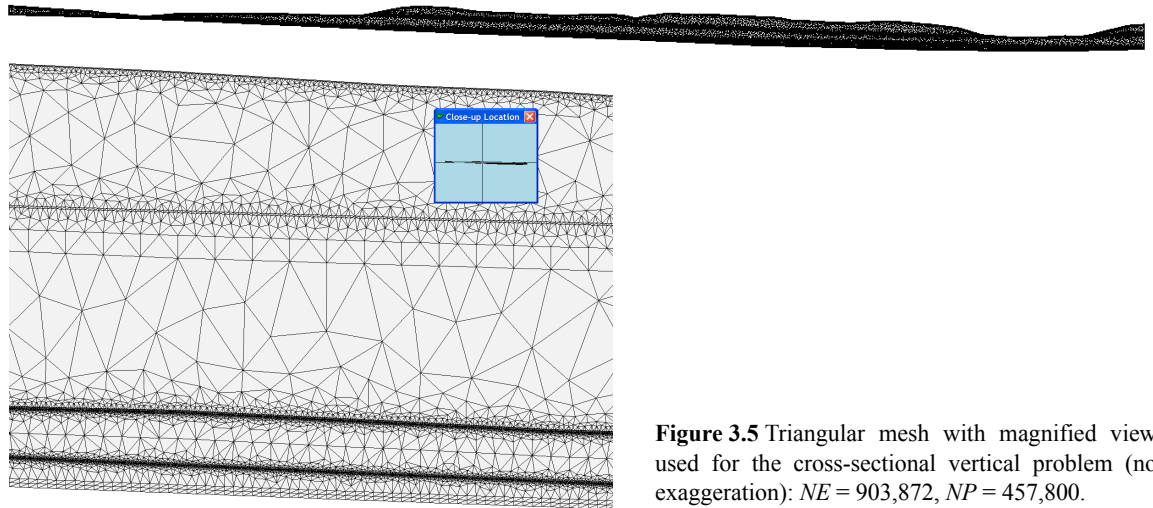 Close-up Location
Figure 3.5 Triangular mesh with magnified view
used for the cross-sectional vertical problem (no
exaggeration): NE = 903,872, NP = 457,800.